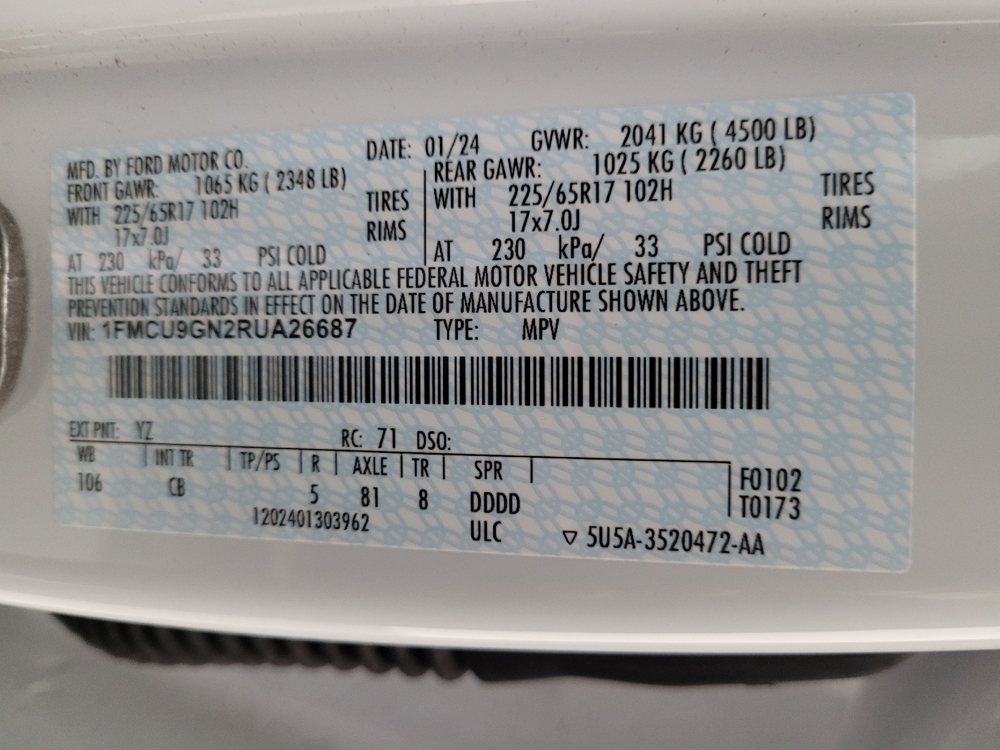 MFD. BY FORD MOTOR CO. DATE: 01/24 GVWR: 2041 KG ( 4500 LB)
FRONT GAWR: 1065 KG ( 2348 LB) REAR GAWR: 1025 KG ( 2260 LB)
WITH 225/65R17 102H TIRES WITH 225/65R17 102H TIRES
17x7.0J RIMS 17x7.0J RIMS
AT 230 kPa/ 33 PSI COLD AT 230 kPa/ 33 PSI COLD
THIS VEHICLE CONFORMS TO ALL APPLICABLE FEDERAL MOTOR VEHICLE SAFETY AND THEFT
PREVENTION STANDARDS IN EFFECT ON THE DATE OF MANUFACTURE SHOWN ABOVE.
VIN: 1FMCU9GN2RUA26687 TYPE: MPV
EXT PNT: YZ RC: 71 DSO:
WB INT TR TP/PS R AXLE TR SPR F0102
106 CB 5 81 8 DDDD T0173
1202401303962 ULC ▽ 5U5A-3520472-AA